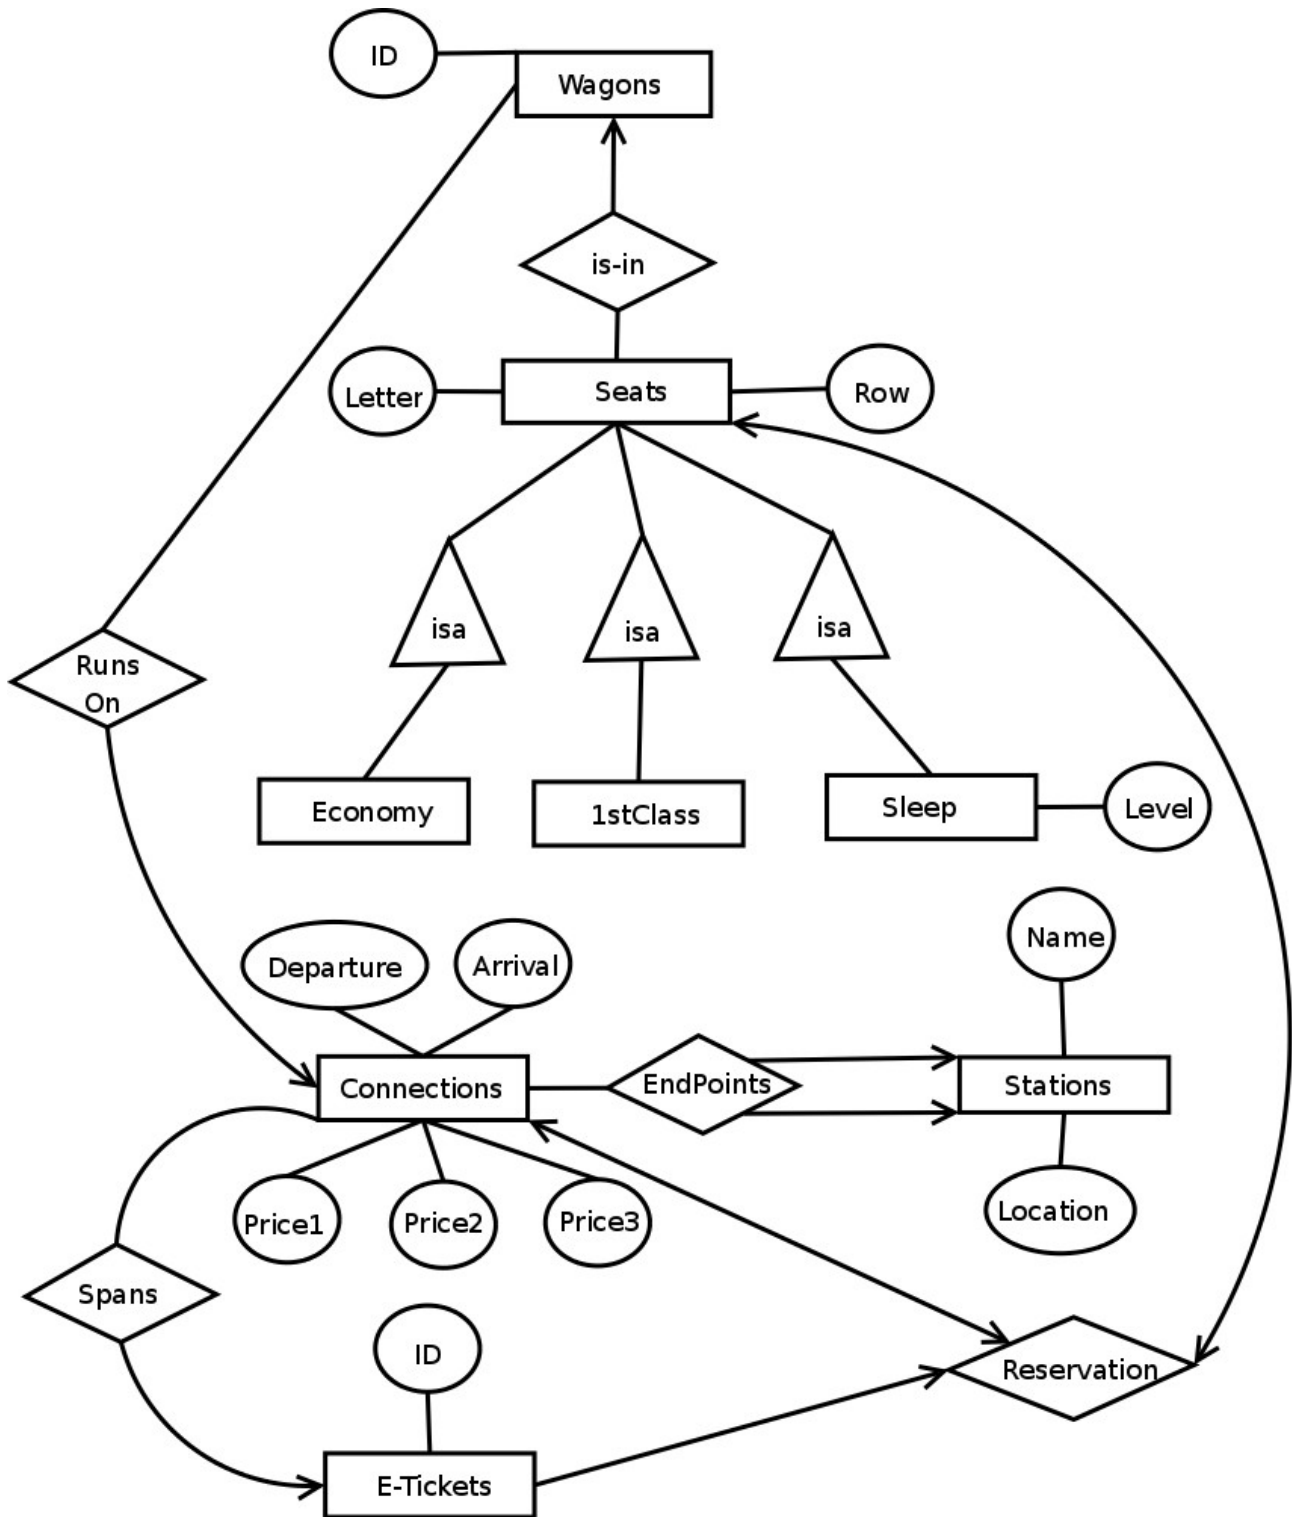 ID
Wagons
is-in
Letter
Seats
Row
isa
isa
isa
Runs
On
Economy
1stClass
Sleep
Level
Name
Departure
Arrival
Connections
EndPoints
Stations
Price1
Price2
Price3
Location
Spans
ID
Reservation
E-Tickets